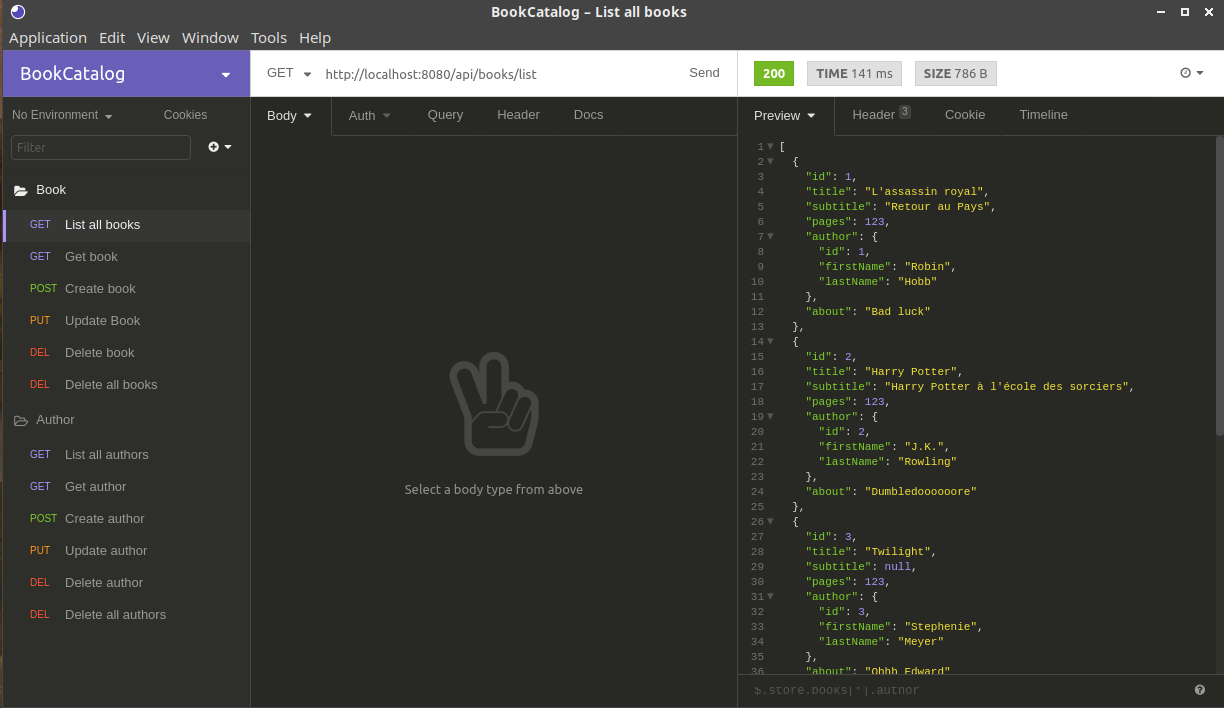 BookCatalog – List all books
Application Edit View Window Tools Help
BookCatalog
GET http://localhost:8080/api/books/list Send
200 TIME 141 ms SIZE 786 B
No Environment Cookies
Filter
Book
GET List all books
GET Get book
POST Create book
PUT Update Book
DEL Delete book
DEL Delete all books
Author
GET List all authors
GET Get author
POST Create author
PUT Update author
DEL Delete author
DEL Delete all authors
Body Auth Query Header Docs
Select a body type from above
Preview Header 3 Cookie Timeline
1 [
2 {
3 "id": 1,
4 "title": "L'assassin royal",
5 "subtitle": "Retour au Pays",
6 "pages": 123,
7 "author": {
8 "id": 1,
9 "firstName": "Robin",
10 "lastName": "Hobb"
11 },
12 "about": "Bad luck"
13 },
14 {
15 "id": 2,
16 "title": "Harry Potter",
17 "subtitle": "Harry Potter à l'école des sorciers",
18 "pages": 123,
19 "author": {
20 "id": 2,
21 "firstName": "J.K.",
22 "lastName": "Rowling"
23 },
24 "about": "Dumbledoooooore"
25 },
26 {
27 "id": 3,
28 "title": "Twilight",
29 "subtitle": null,
30 "pages": 123,
31 "author": {
32 "id": 3,
33 "firstName": "Stephenie",
34 "lastName": "Meyer"
35 },
36 "about": "Ohhh Edward"
$.store.books[*].author